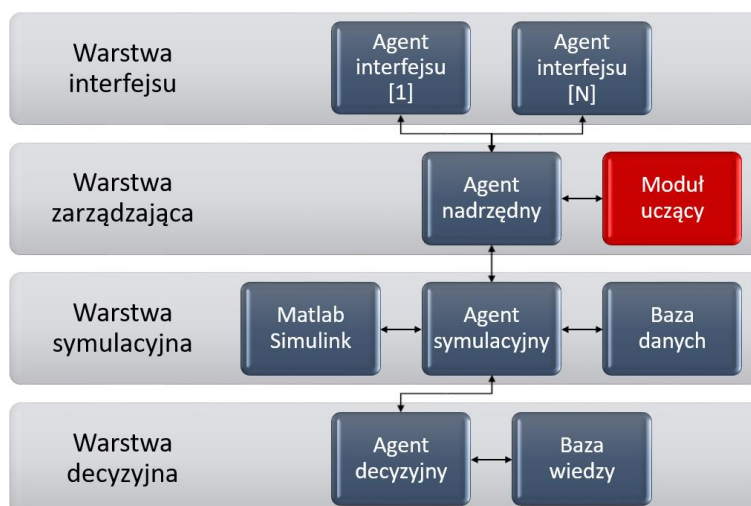 Warstwa
interfejsu
Agent
interfejsu
[1]
Agent
interfejsu
[N]
Warstwa
zarządzająca
Agent
nadrzędny
Moduł
uczący
Warstwa
symulacyjna
Matlab
Simulink
Agent
symulacyjny
Baza
danych
Warstwa
decyzyjna
Agent
decyzyjny
Baza
wiedzy